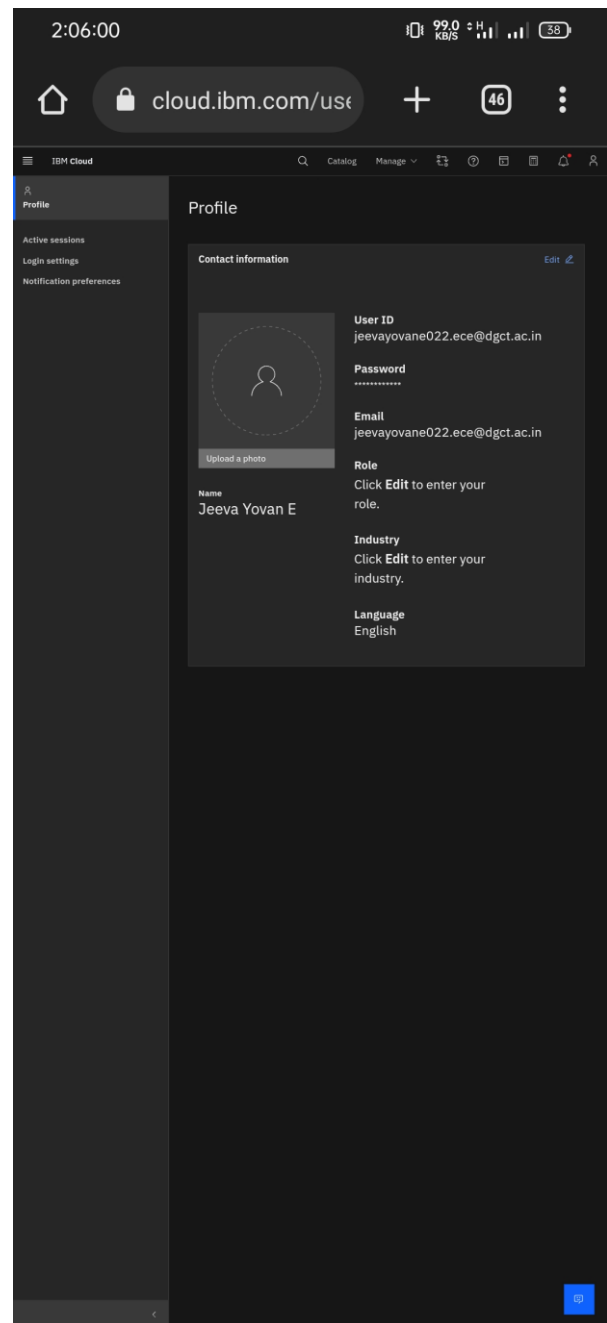 2:06:00
99.0 KB/S
H
38
cloud.ibm.com/use
46
IBM Cloud
Catalog
Manage
Profile
Active sessions
Login settings
Notification preferences
Profile
Contact information
Edit
Upload a photo
Name
Jeeva Yovan E
User ID
jeevayovane022.ece@dgct.ac.in
Password
************
Email
jeevayovane022.ece@dgct.ac.in
Role
Click Edit to enter your
role.
Industry
Click Edit to enter your
industry.
Language
English